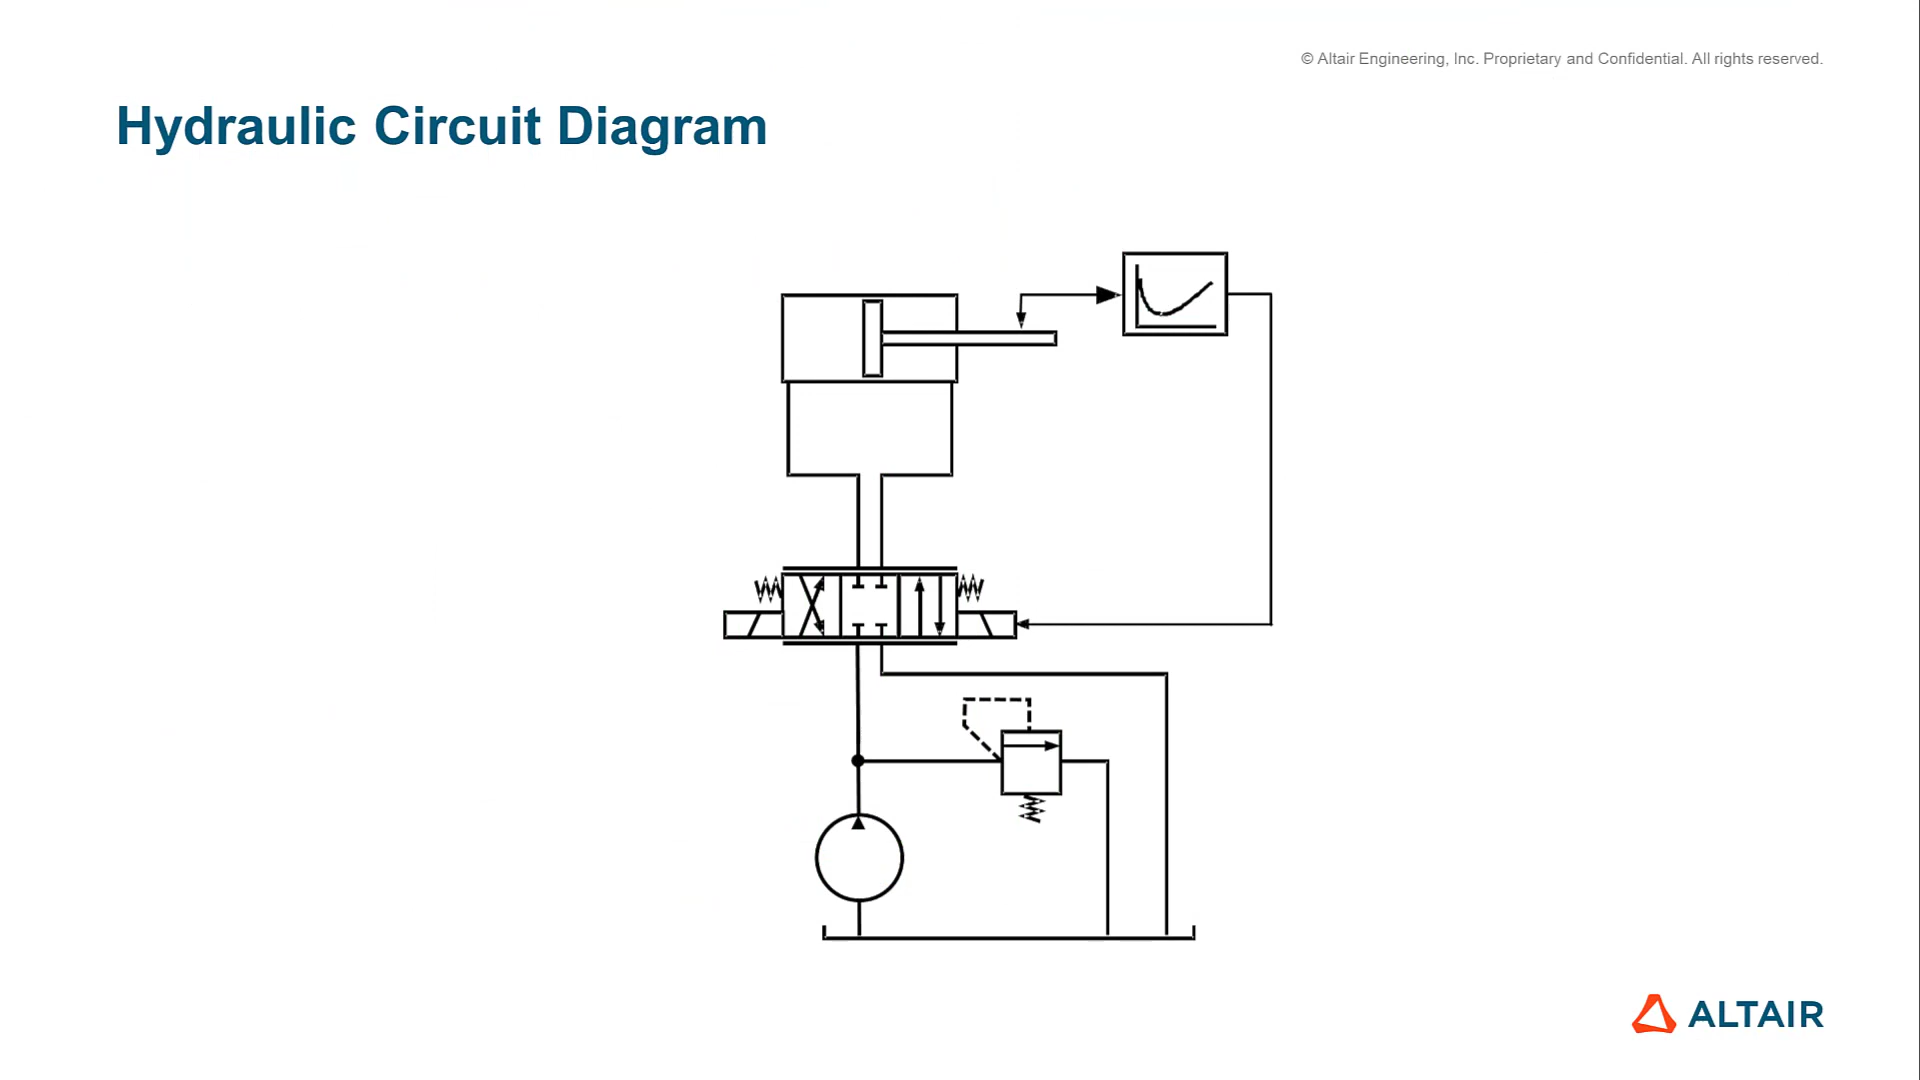 © Altair Engineering, Inc. Proprietary and Confidential. All rights reserved.
Hydraulic Circuit Diagram
ALTAIR